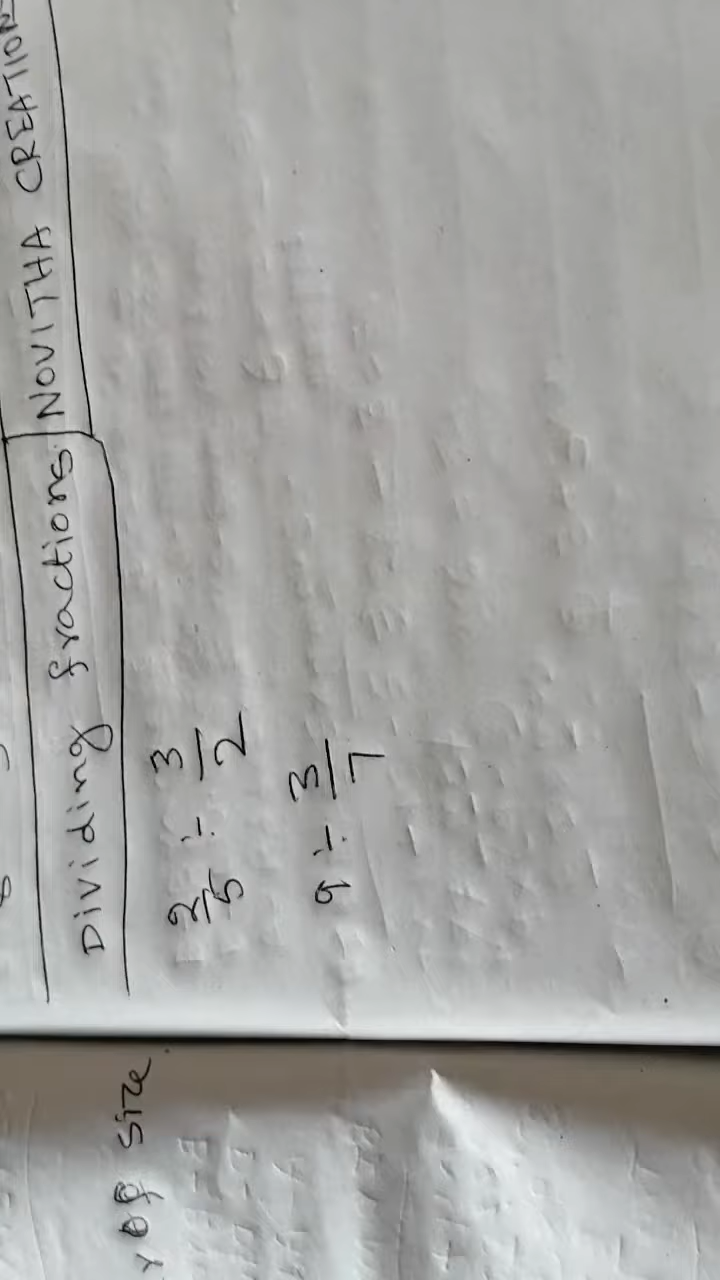 Dividing fractions. NOVITHA CREATION
2/5 ÷ 3/2
9 ÷ 3/7
of size.